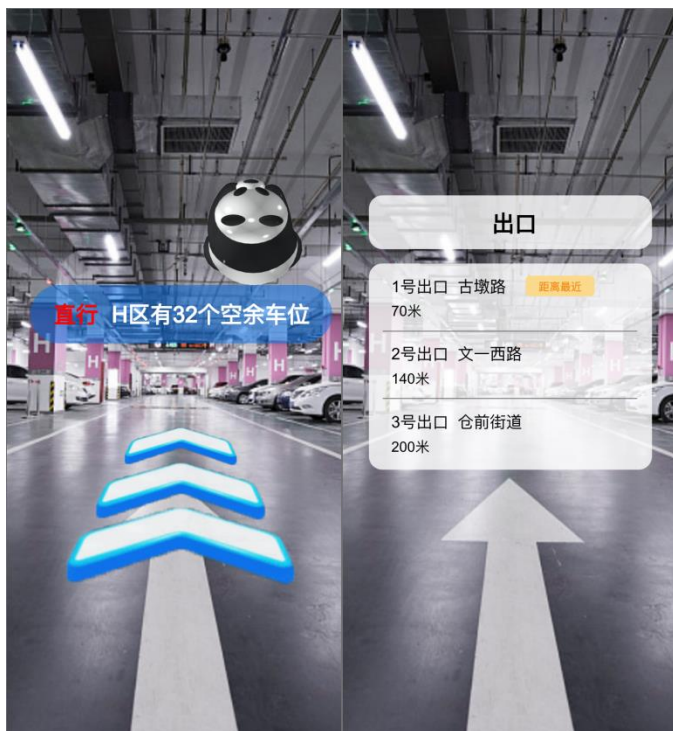 直行 H区有32个空余车位
H
H
H
H
H
H
出口
1号出口 古墩路 距离最近
70米
2号出口 文一西路
140米
3号出口 仓前街道
200米